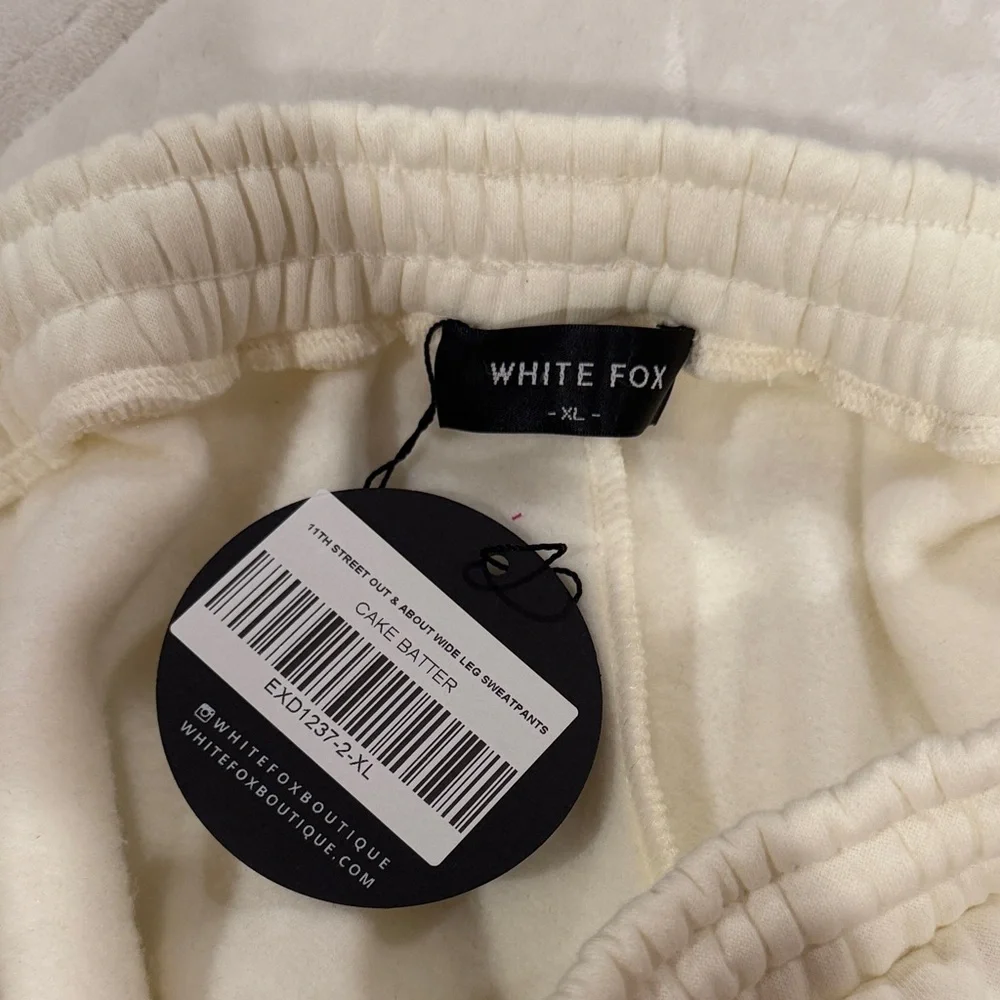 WHITE FOX
- XL -
11TH STREET OUT & ABOUT WIDE LEG SWEATPANTS
CAKE BATTER
EXD1237-2-XL
WHITEFOXBOUTIQUE
WHITEFOXBOUTIQUE.COM